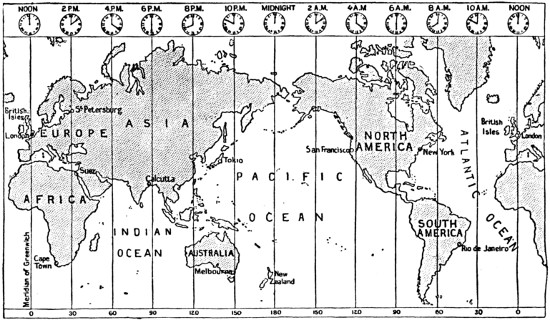 NOON 2 P.M. 4 P.M. 6 P.M. 8 P.M. 10 P.M. MIDNIGHT 2 A.M. 4 A.M. 6 A.M. 8 A.M. 10 A.M. NOON
British Isles
London
St Petersburg
EUROPE
ASIA
Suez
Calcutta
Tokio
AFRICA
Cape Town
Meridian of Greenwich
INDIAN OCEAN
AUSTRALIA
Melbourne
New Zealand
PACIFIC
OCEAN
NORTH AMERICA
San Francisco
New York
SOUTH AMERICA
Rio de Janeiro
ATLANTIC OCEAN
British Isles
London
0 30 60 90 120 150 180 150 120 90 60 30 0